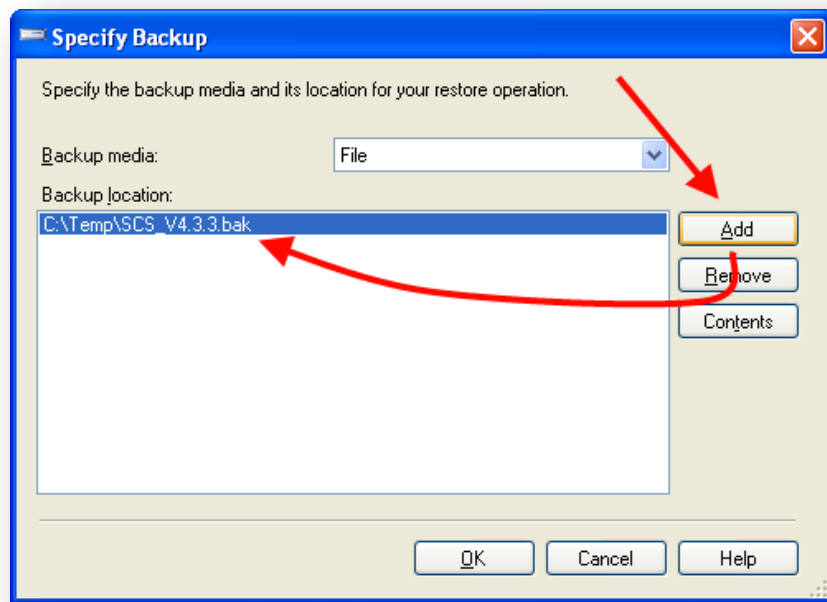 Specify Backup
Specify the backup media and its location for your restore operation.
Backup media:
File
Backup location:
C:\Temp\SCS_V4.3.3.bak
Add
Remove
Contents
OK
Cancel
Help